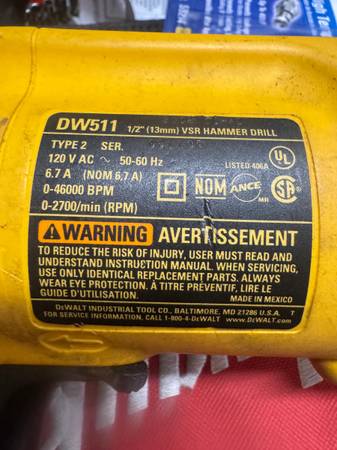 DW511 1/2" (13mm) VSR HAMMER DRILL
TYPE 2 SER.
120 V AC ~ 50-60 Hz
6.7 A (NOM 6,7 A)
0-46000 BPM
0-2700/min (RPM)
UL
LISTED 406A
NOM ANCE MR SA
WARNING AVERTISSEMENT
TO REDUCE THE RISK OF INJURY, USER MUST READ AND
UNDERSTAND INSTRUCTION MANUAL. WHEN SERVICING,
USE ONLY IDENTICAL REPLACEMENT PARTS. ALWAYS
WEAR EYE PROTECTION. À TITRE PRÉVENTIF, LIRE LE
GUIDE D'UTILISATION.
MADE IN MEXICO
DEWALT INDUSTRIAL TOOL CO., BALTIMORE, MD 21286 U.S.A. T
FOR SERVICE INFORMATION, CALL 1-800-4-DEWALT www.DEWALT.com